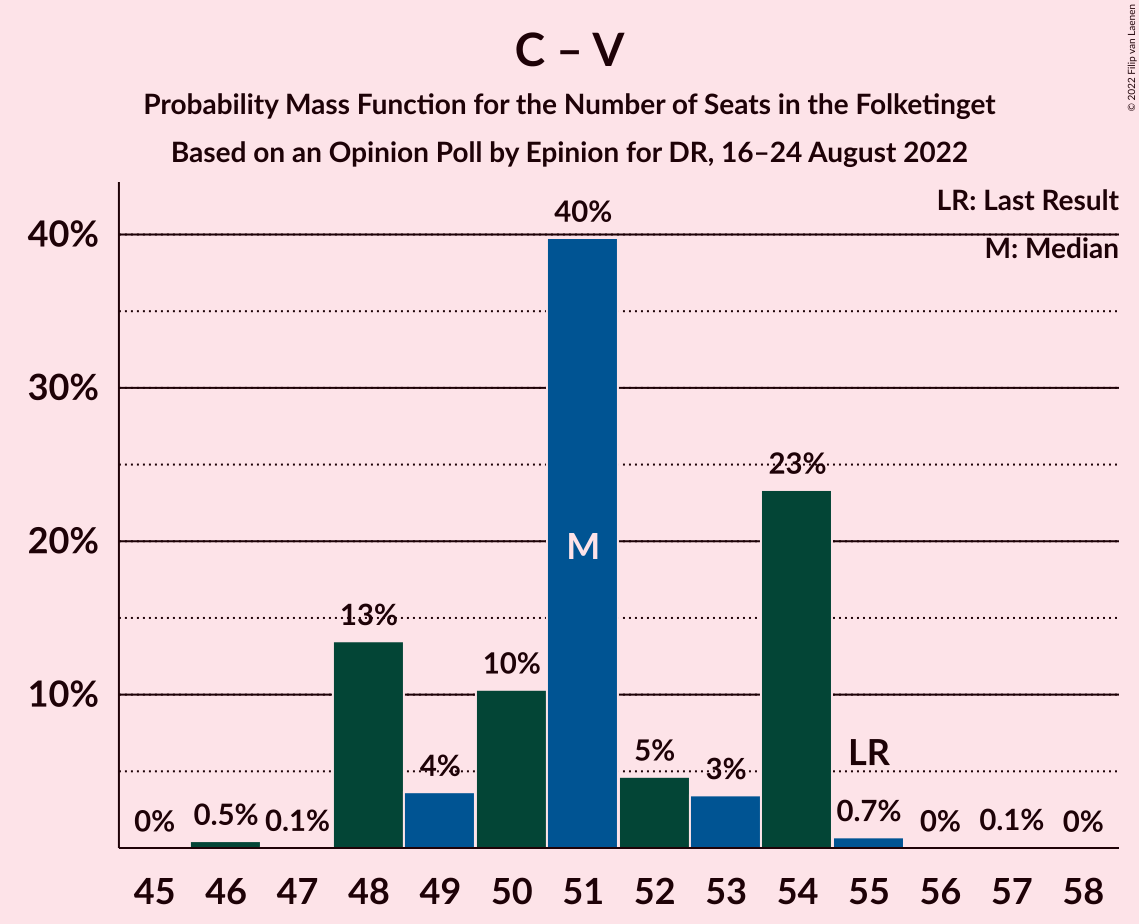 C – V
Probability Mass Function for the Number of Seats in the Folketinget
Based on an Opinion Poll by Epinion for DR, 16–24 August 2022
© 2022 Filip van Laenen
LR: Last Result
M: Median
40%
30%
20%
10%
0%
0.5%
0.1%
13%
4%
10%
40%
M
5%
3%
23%
LR
0.7%
0%
0.1%
0%
45 46 47 48 49 50 51 52 53 54 55 56 57 58